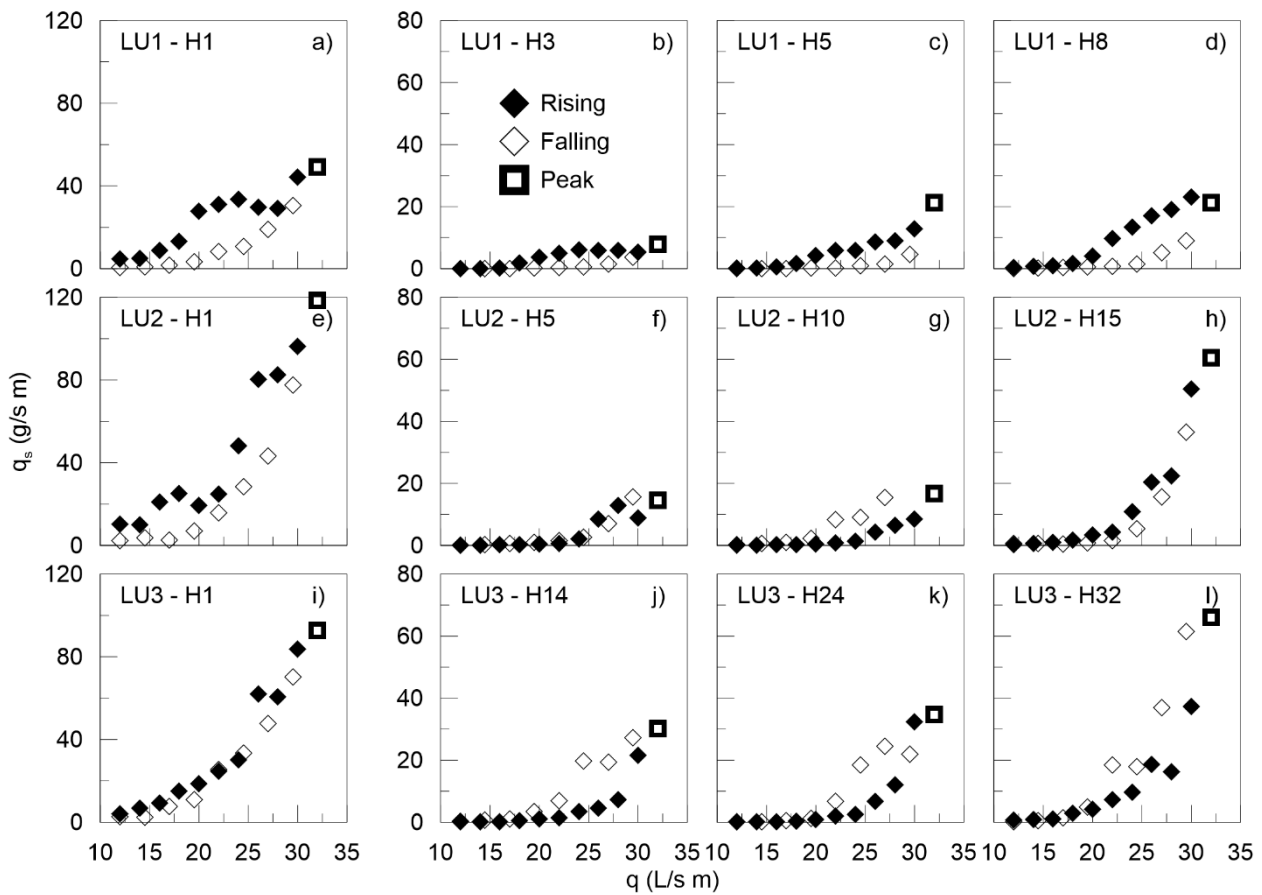 120
80
40
0
LU1 - H1
a)
80
60
40
20
0
LU1 - H3
b)
Rising
Falling
Peak
LU1 - H5
c)
LU1 - H8
d)
120
80
40
0
LU2 - H1
e)
80
60
40
20
0
LU2 - H5
f)
LU2 - H10
g)
LU2 - H15
h)
qs (g/s m)
120
80
40
0
LU3 - H1
i)
80
60
40
20
0
LU3 - H14
j)
LU3 - H24
k)
LU3 - H32
l)
10 15 20 25 30 35
10 15 20 25 30 35
10 15 20 25 30 35
10 15 20 25 30 35
q (L/s m)